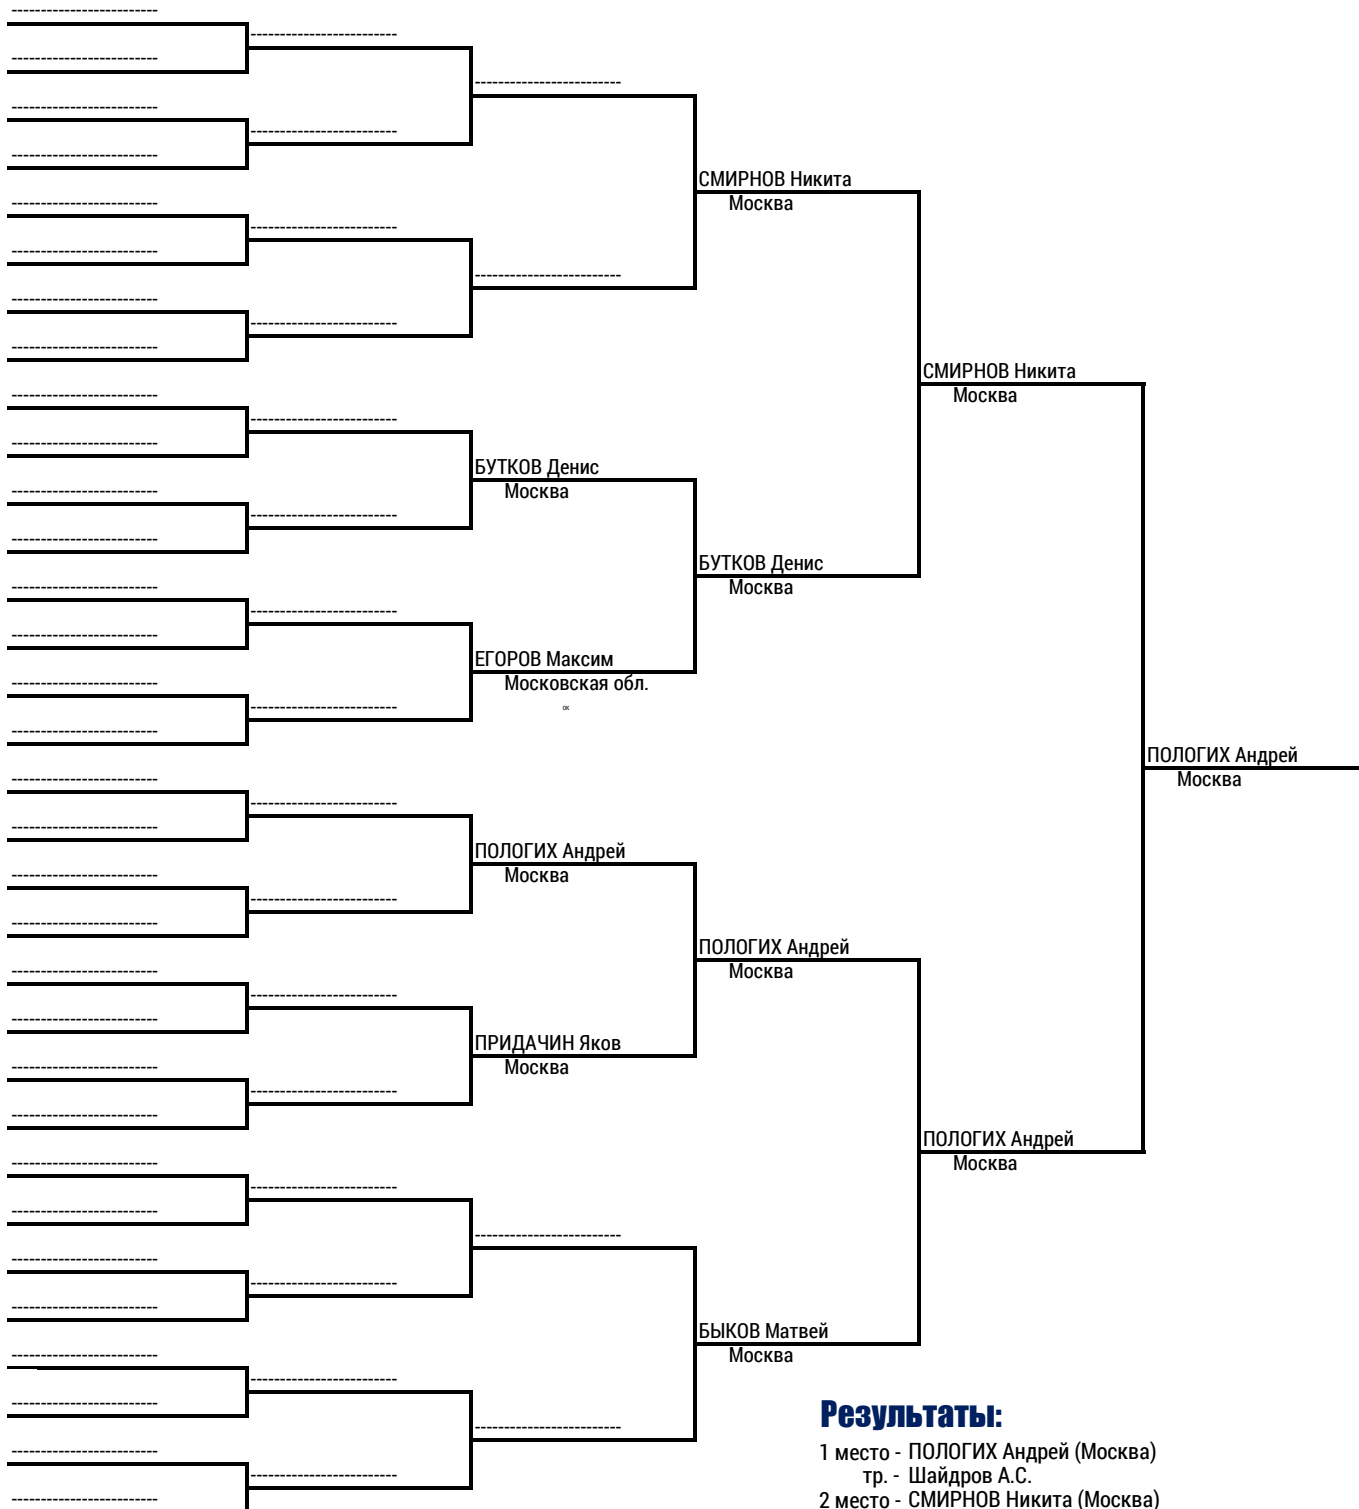 СМИРНОВ Никита
Москва
СМИРНОВ Никита
Москва
БУТКОВ Денис
Москва
БУТКОВ Денис
Москва
ЕГОРОВ Максим
Московская обл.
ок
ПОЛОГИХ Андрей
Москва
ПОЛОГИХ Андрей
Москва
ПОЛОГИХ Андрей
Москва
ПРИДАЧИН Яков
Москва
ПОЛОГИХ Андрей
Москва
БЫКОВ Матвей
Москва
Результаты:
1 место - ПОЛОГИХ Андрей (Москва)
тр. - Шайдров А.С.
2 место - СМИРНОВ Никита (Москва)